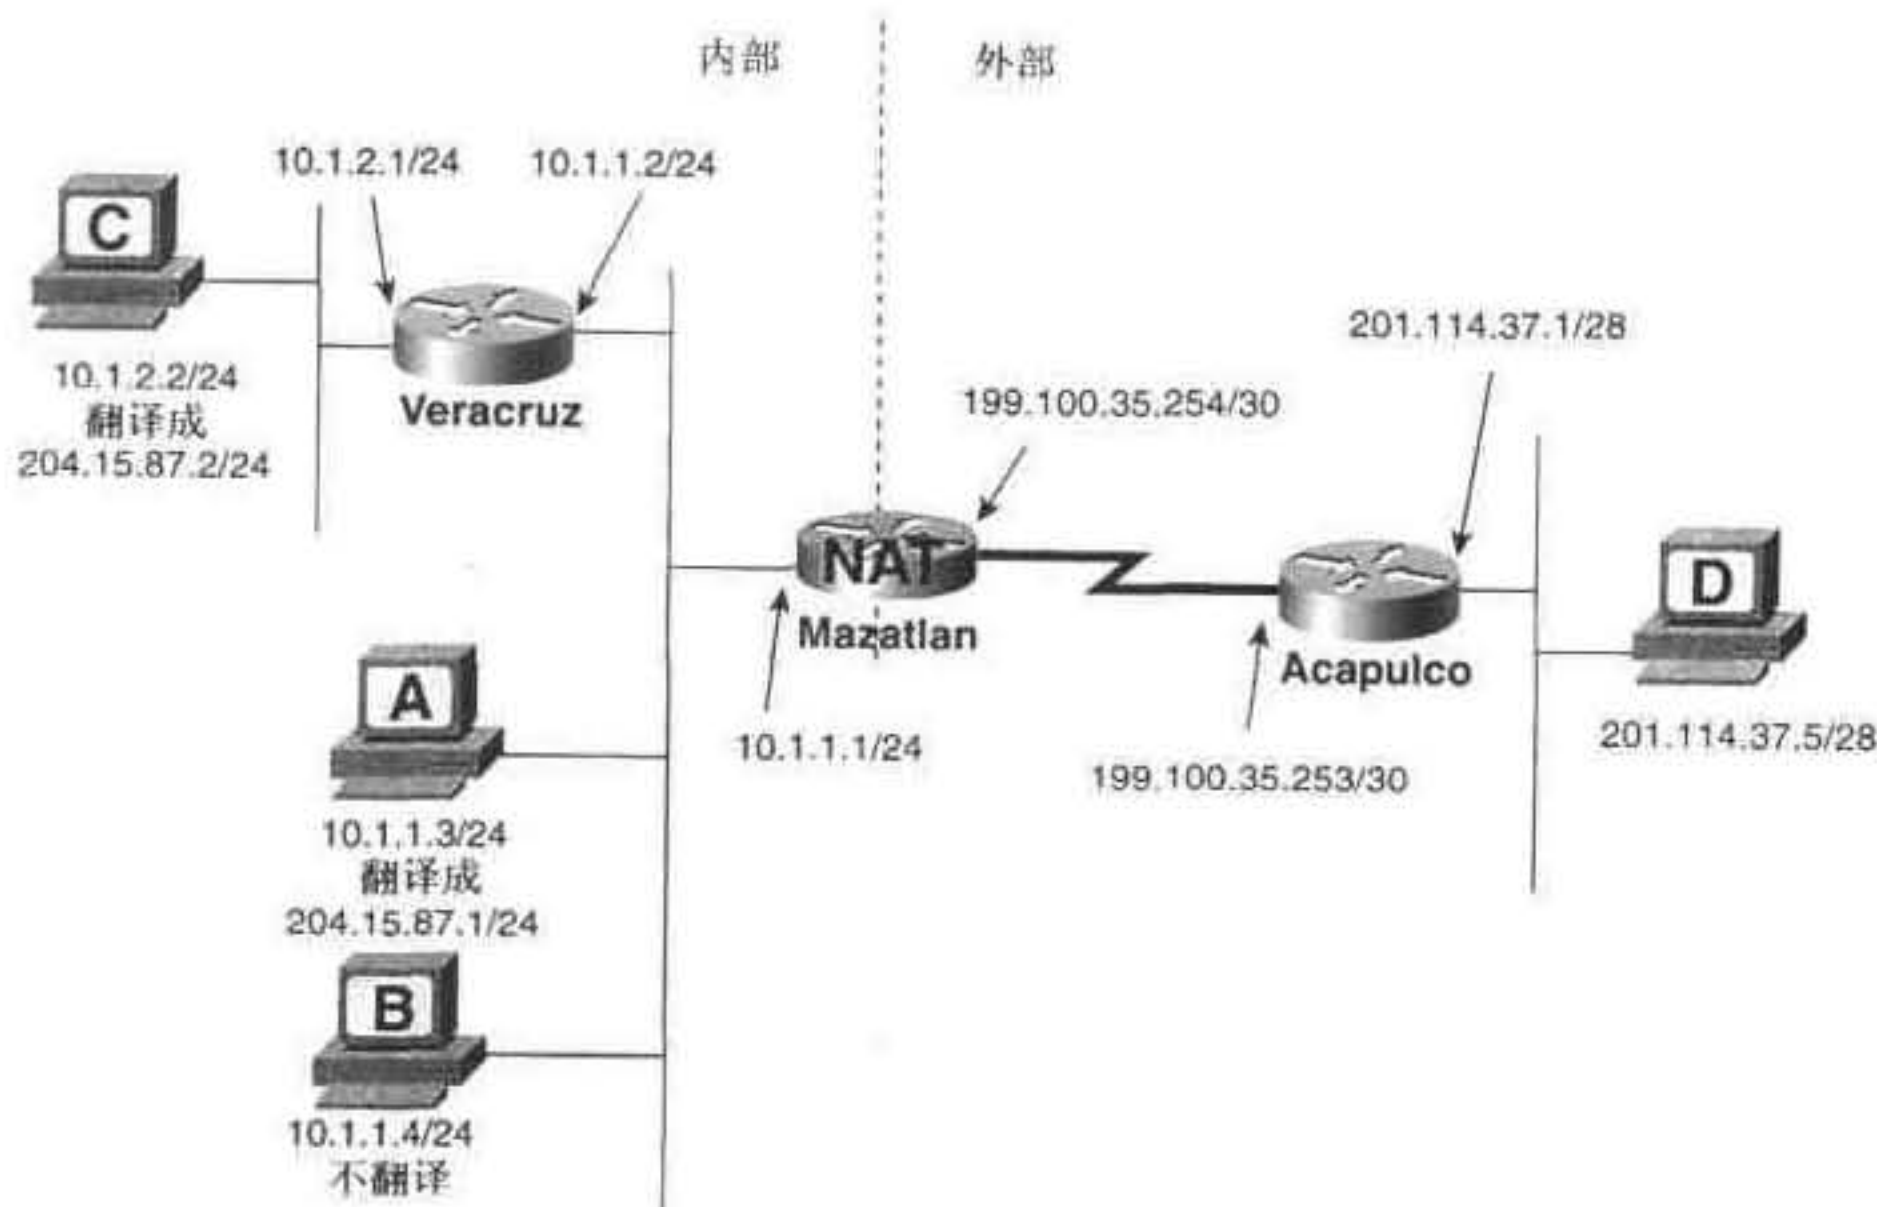 内部
外部
10.1.2.1/24
10.1.1.2/24
C
10.1.2.2/24
翻译成
204.15.87.2/24
Veracruz
201.114.37.1/28
199.100.35.254/30
NAT
Mazatlan
D
Acapulco
201.114.37.5/28
A
10.1.1.1/24
199.100.35.253/30
10.1.1.3/24
翻译成
204.15.87.1/24
B
10.1.1.4/24
不翻译